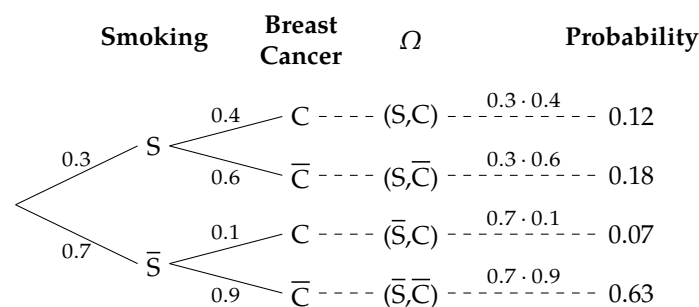 Smoking Breast Cancer Ω Probability
0.4 C (S,C) 0.3 · 0.4 0.12
0.3 S
0.6 C̅ (S,C̅) 0.3 · 0.6 0.18
0.1 C (S̅,C) 0.7 · 0.1 0.07
0.7 S̅
0.9 C̅ (S̅,C̅) 0.7 · 0.9 0.63